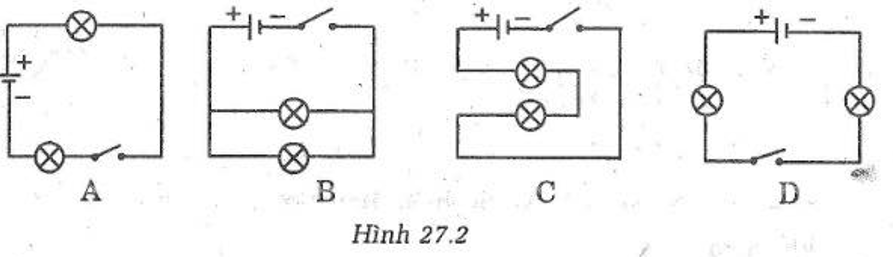 + − + − + − + −
A B C D
Hình 27.2